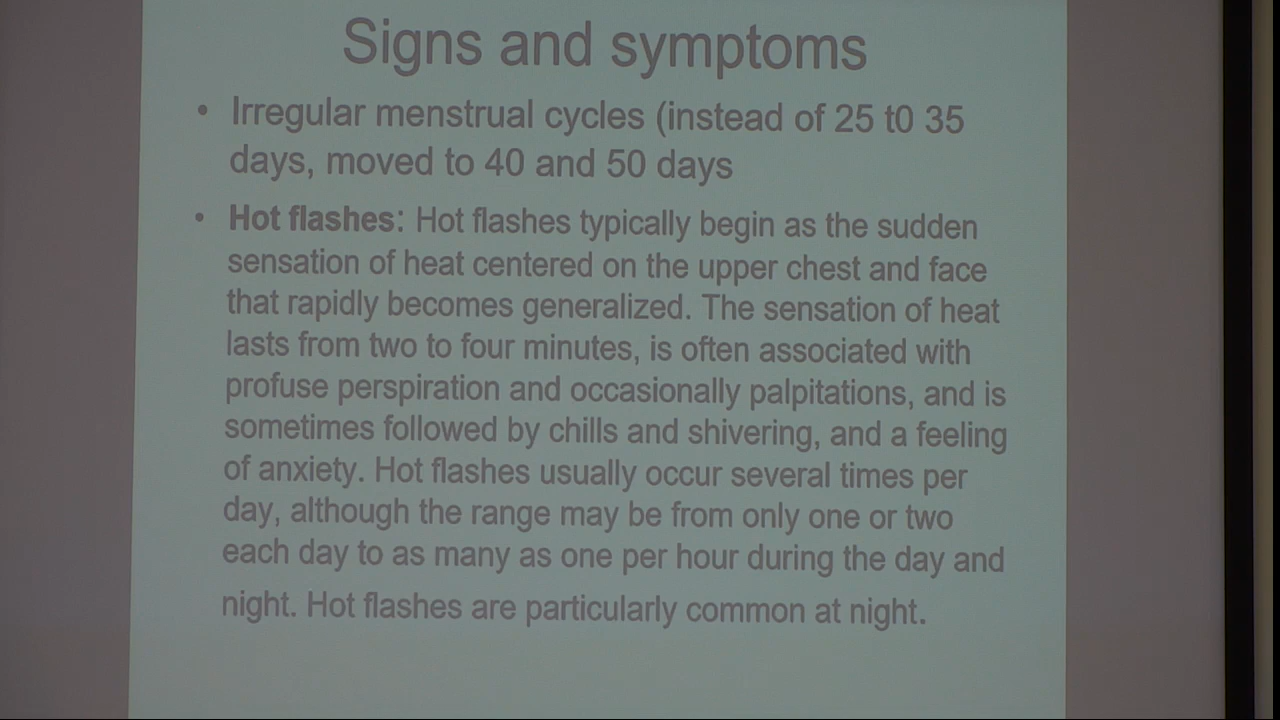 Signs and symptoms
• Irregular menstrual cycles (instead of 25 t0 35
days, moved to 40 and 50 days
• Hot flashes: Hot flashes typically begin as the sudden
sensation of heat centered on the upper chest and face
that rapidly becomes generalized. The sensation of heat
lasts from two to four minutes, is often associated with
profuse perspiration and occasionally palpitations, and is
sometimes followed by chills and shivering, and a feeling
of anxiety. Hot flashes usually occur several times per
day, although the range may be from only one or two
each day to as many as one per hour during the day and
night. Hot flashes are particularly common at night.